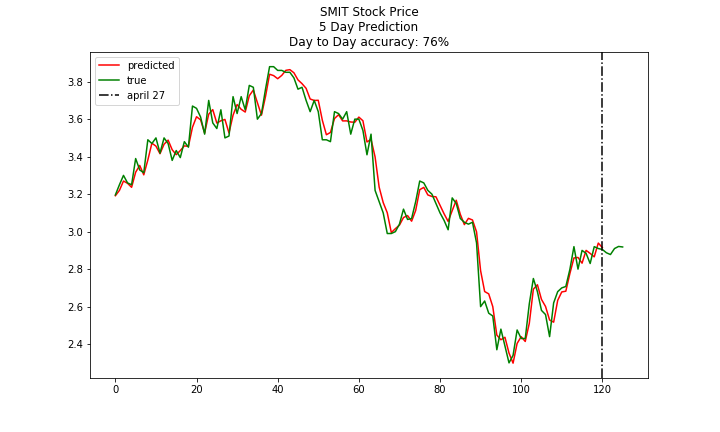 SMIT Stock Price
5 Day Prediction
Day to Day accuracy: 76%
predicted
true
april 27
3.8
3.6
3.4
3.2
3.0
2.8
2.6
2.4
0 20 40 60 80 100 120